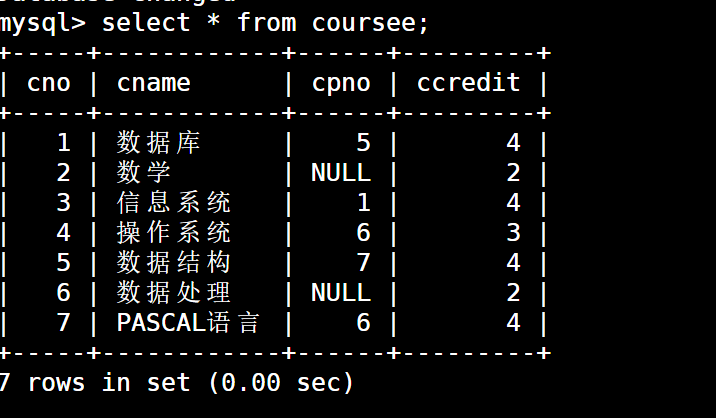 Database changed
mysql> select * from coursee;
+-----+------------+------+---------+
| cno | cname      | cpno | ccredit |
+-----+------------+------+---------+
|   1 | 数据库     |    5 |       4 |
|   2 | 数学       | NULL |       2 |
|   3 | 信息系统   |    1 |       4 |
|   4 | 操作系统   |    6 |       3 |
|   5 | 数据结构   |    7 |       4 |
|   6 | 数据处理   | NULL |       2 |
|   7 | PASCAL语言 |    6 |       4 |
+-----+------------+------+---------+
7 rows in set (0.00 sec)